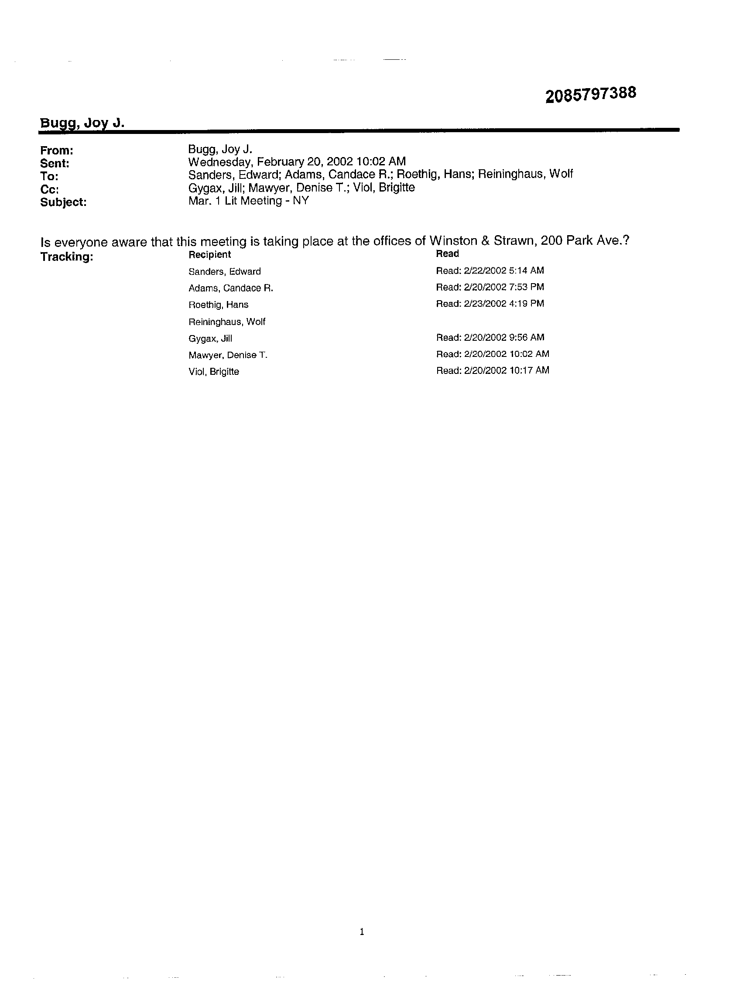 2085797388
Bugg, Joy J.
From: Bugg, Joy J.
Sent: Wednesday, February 20, 2002 10:02 AM
To: Sanders, Edward; Adams, Candace R.; Roethig, Hans; Reininghaus, Wolf
Cc: Gygax, Jill; Mawyer, Denise T.; Viol, Brigitte
Subject: Mar. 1 Lit Meeting - NY
Is everyone aware that this meeting is taking place at the offices of Winston & Strawn, 200 Park Ave.?
Tracking: Recipient Read
Sanders, Edward Read: 2/22/2002 5:14 AM
Adams, Candace R. Read: 2/20/2002 7:53 PM
Roethig, Hans Read: 2/23/2002 4:19 PM
Reininghaus, Wolf
Gygax, Jill Read: 2/20/2002 9:56 AM
Mawyer, Denise T. Read: 2/20/2002 10:02 AM
Viol, Brigitte Read: 2/20/2002 10:17 AM
1